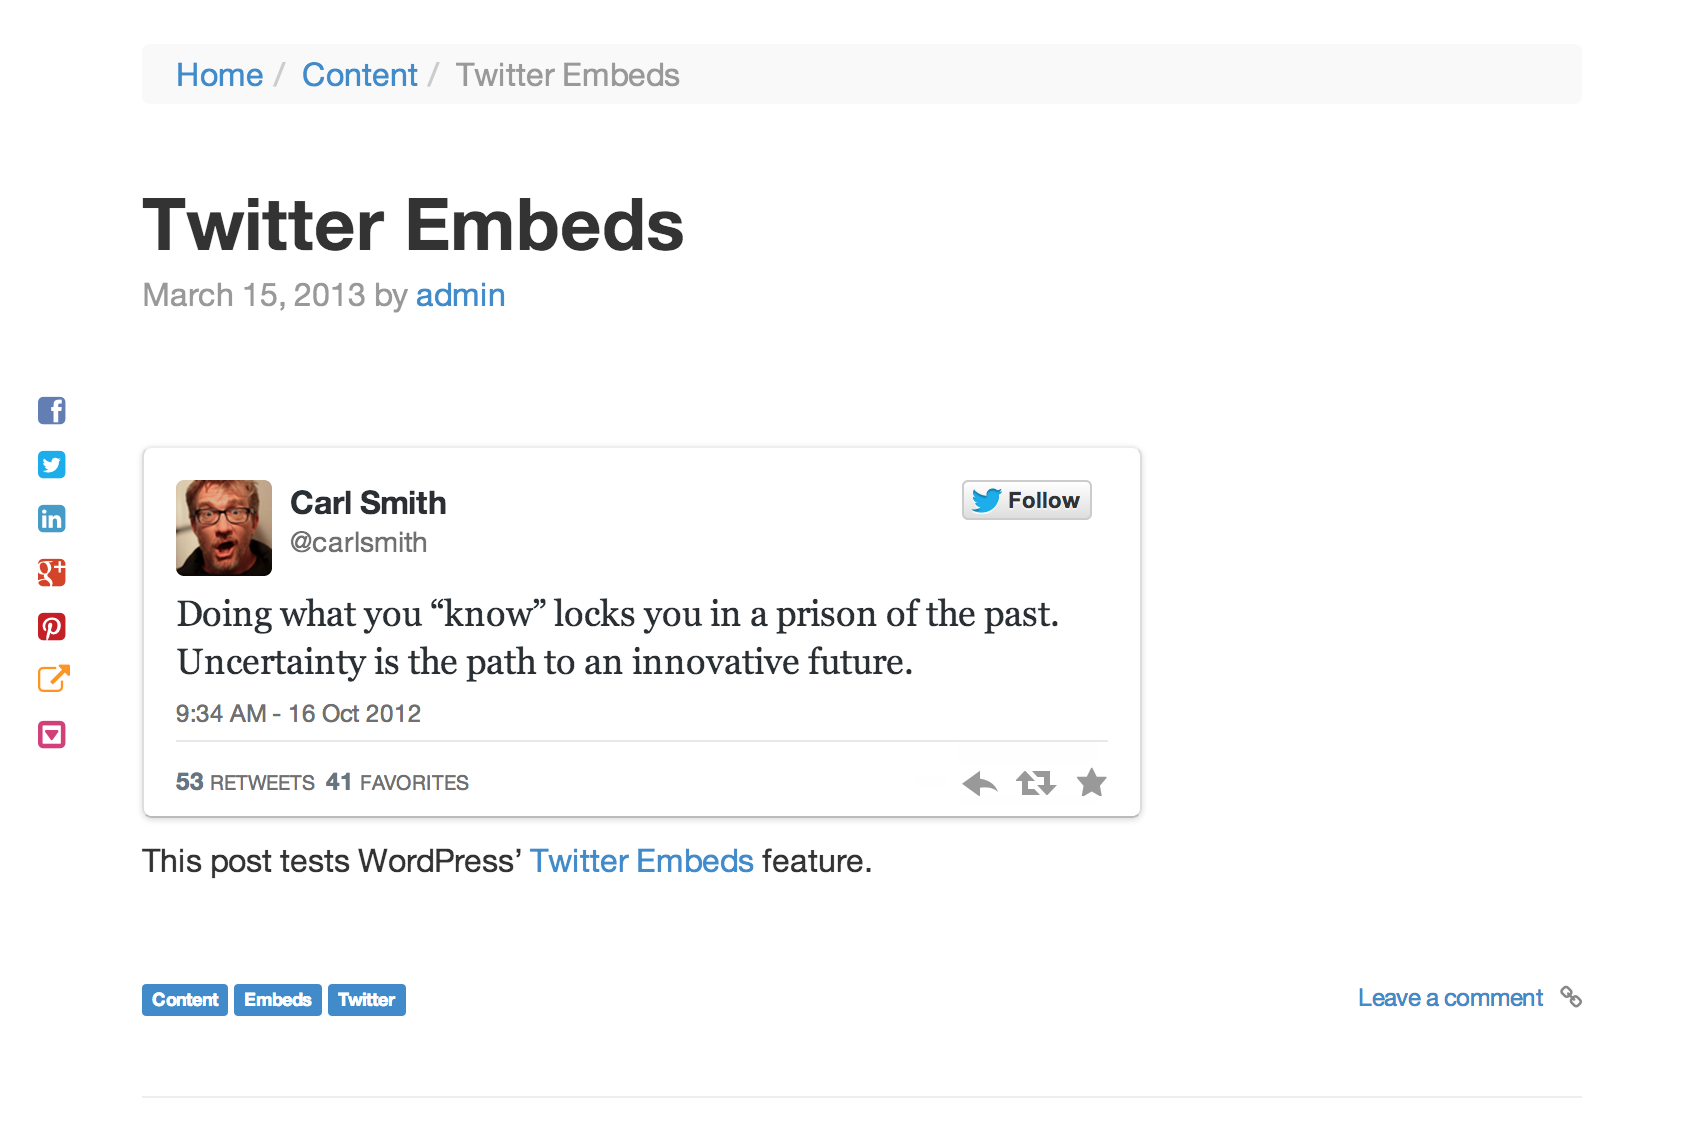 Home / Content / Twitter Embeds
Twitter Embeds
March 15, 2013 by admin
Carl Smith
@carlsmith
Follow
Doing what you “know” locks you in a prison of the past.
Uncertainty is the path to an innovative future.
9:34 AM - 16 Oct 2012
53 RETWEETS 41 FAVORITES
This post tests WordPress’ Twitter Embeds feature.
Content Embeds Twitter
Leave a comment